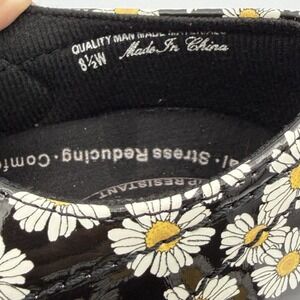 QUALITY MAN MADE MATERIALS
8½W Made In China
al · Stress Reducing · Comfo
P RESISTANT